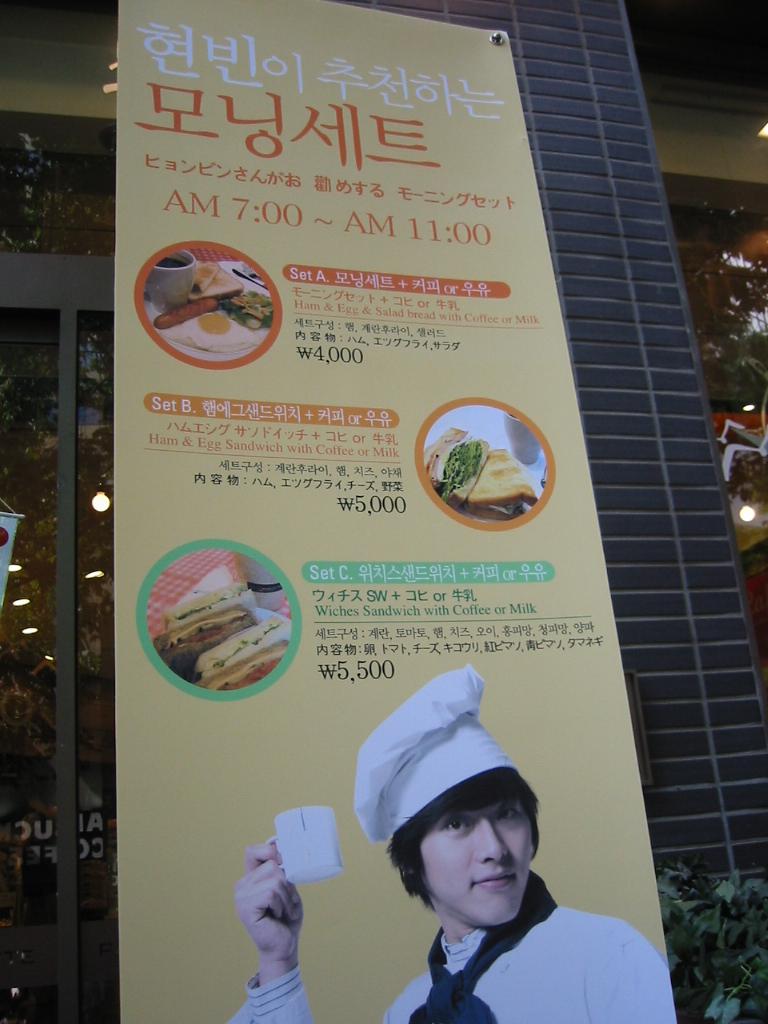 현빈이 추천하는
모닝세트
ヒョンビンさんがお 勸めする モーニングセット
AM 7:00 ~ AM 11:00
Set A. 모닝세트 + 커피 or 우유
モーニングセット + コヒ or 牛乳
Ham & Egg & Salad bread with Coffee or Milk
세트구성 : 햄, 계란후라이, 샐러드
内 容 物 : ハム, エツグフライ,サラダ
₩4,000
Set B. 햄에그샌드위치 + 커피 or 우유
ハムエシグ サソドイッチ + コヒ or 牛乳
Ham & Egg Sandwich with Coffee or Milk
세트구성 : 계란후라이, 햄, 치즈, 야채
内 容 物 : ハム, エツグフライ,チーズ, 野菜
₩5,000
Set C. 위치스샌드위치 + 커피 or 우유
ウィチス SW + コヒ or 牛乳
Wiches Sandwich with Coffee or Milk
세트구성 : 계란, 토마토, 햄, 치즈, 오이, 홍피망, 청피망, 양파
内容物: 卵, トマト, チーズ, キコウリ, 紅ピマソ, 靑ピマソ, タマネギ
₩5,500